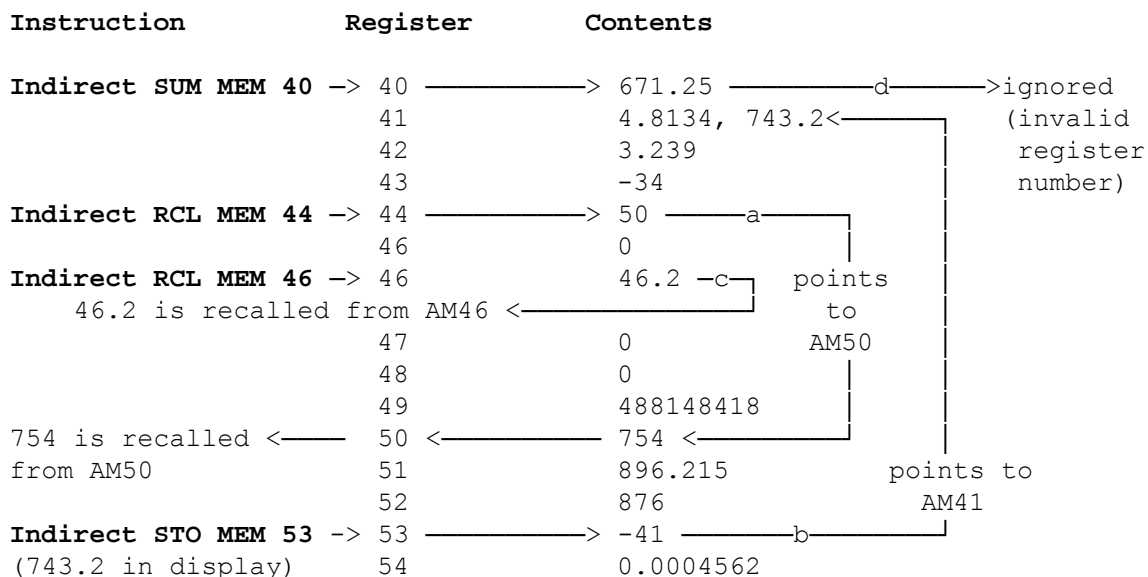 Instruction Register Contents
Indirect SUM MEM 40 —> 40 —————————> 671.25 ————————d—————>ignored
41 4.8134, 743.2<—————— (invalid
42 3.239 register
43 -34 number)
Indirect RCL MEM 44 —> 44 —————————> 50 —————a—————
46 0
Indirect RCL MEM 46 —> 46 46.2 —c— points
46.2 is recalled from AM46 <————————————— to
47 0 AM50
48 0
49 488148418
754 is recalled <———— 50 <————————— 754 <————————
from AM50 51 896.215 points to
52 876 AM41
Indirect STO MEM 53 -> 53 —————————> -41 ——————b————————
(743.2 in display) 54 0.0004562